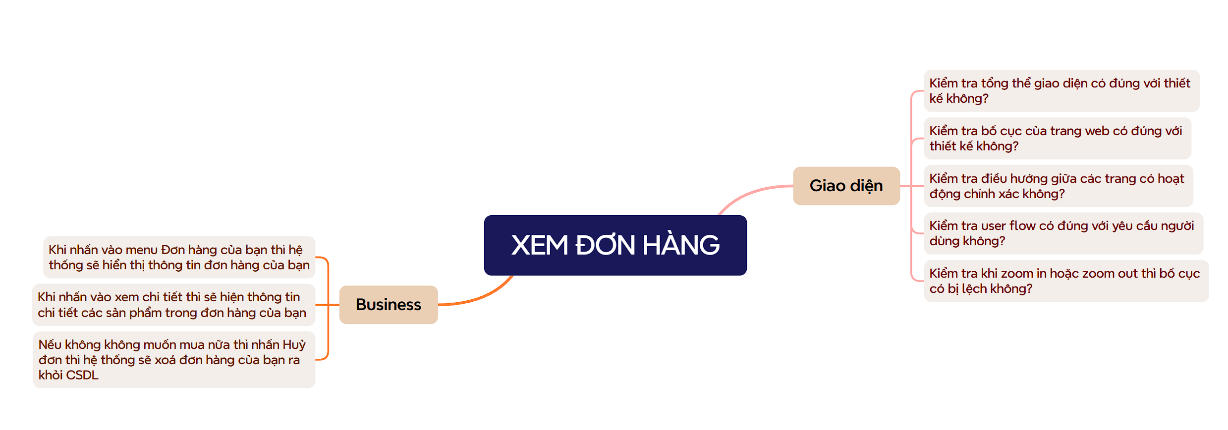 XEM ĐƠN HÀNG
Giao diện
Kiểm tra tổng thể giao diện có đúng với thiết
kế không?
Kiểm tra bố cục của trang web có đúng với
thiết kế không?
Kiểm tra điều hướng giữa các trang có hoạt
động chính xác không?
Kiểm tra user flow có đúng với yêu cầu người
dùng không?
Kiểm tra khi zoom in hoặc zoom out thì bố cục
có bị lệch không?
Business
Khi nhấn vào menu Đơn hàng của bạn thì hệ
thống sẽ hiển thị thông tin đơn hàng của bạn
Khi nhấn vào xem chi tiết thì sẽ hiện thông tin
chi tiết các sản phẩm trong đơn hàng của bạn
Nếu không không muốn mua nữa thì nhấn Huỷ
đơn thì hệ thống sẽ xoá đơn hàng của bạn ra
khỏi CSDL